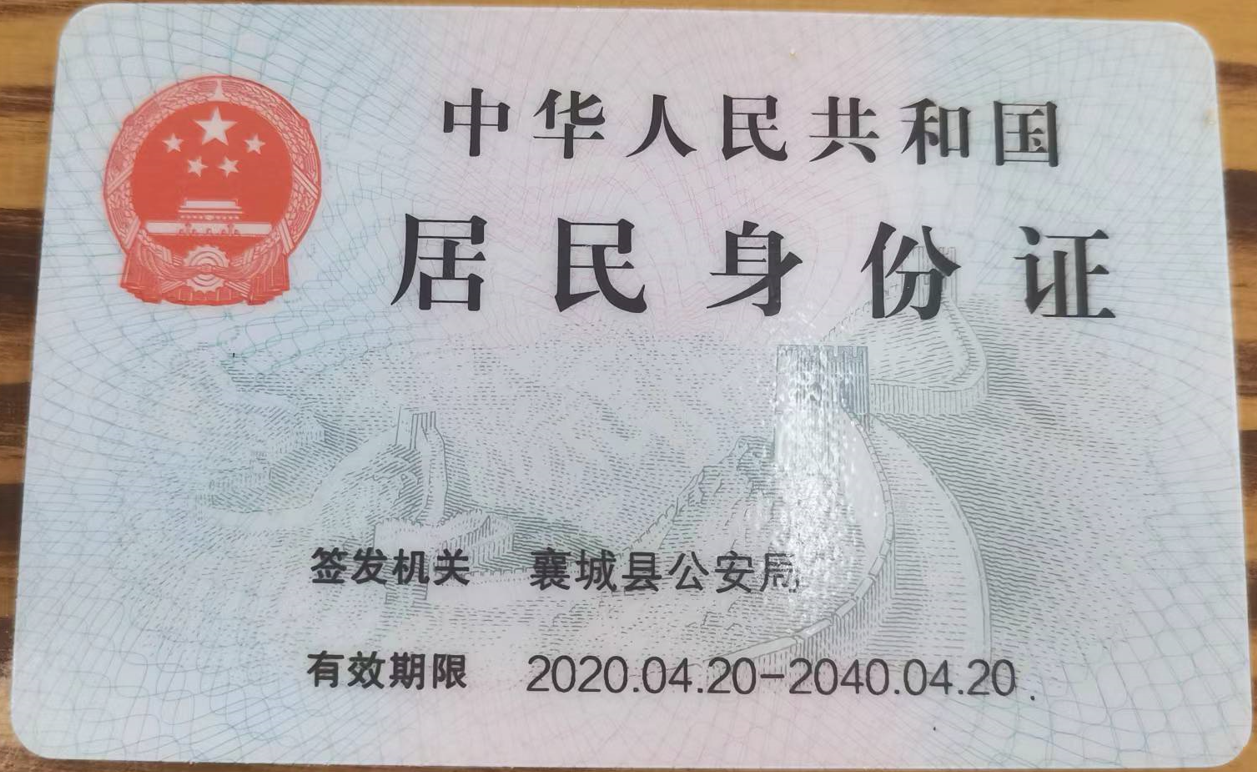 中华人民共和国
居民身份证
签发机关 襄城县公安局
有效期限 2020.04.20-2040.04.20